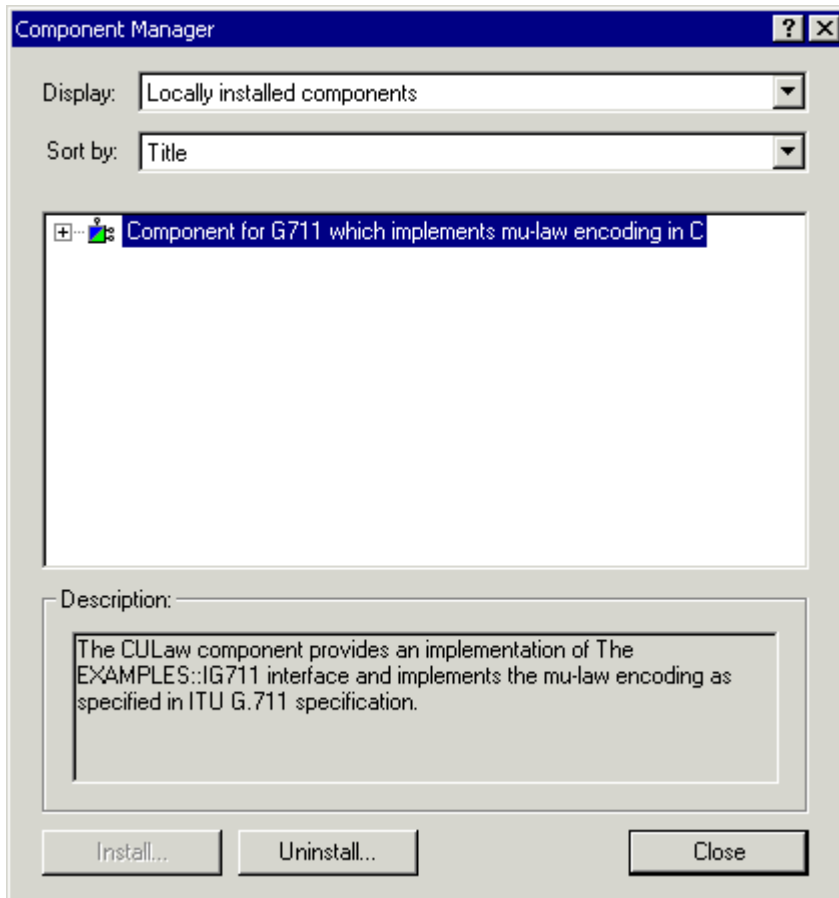 Component Manager
Display: Locally installed components
Sort by: Title
Component for G711 which implements mu-law encoding in C
Description:
The CULaw component provides an implementation of The
EXAMPLES::IG711 interface and implements the mu-law encoding as
specified in ITU G.711 specification.
Install... Uninstall... Close